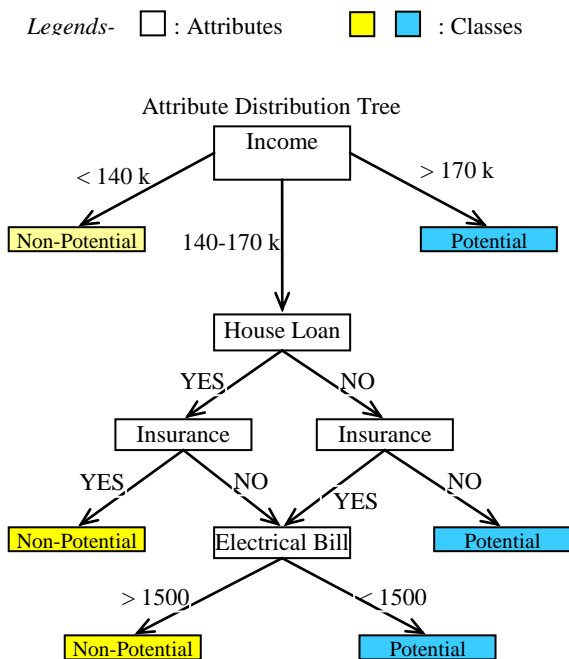 Legends- : Attributes : Classes
Attribute Distribution Tree
Income
< 140 k > 170 k
Non-Potential 140-170 k Potential
House Loan
YES NO
Insurance Insurance
YES NO YES NO
Non-Potential Electrical Bill Potential
> 1500 < 1500
Non-Potential Potential